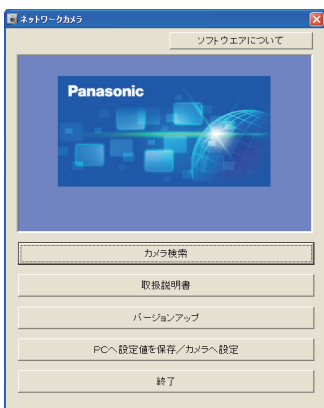 ネットワークカメラ
ソフトウエアについて
Panasonic
カメラ検索
取扱説明書
バージョンアップ
PCへ設定値を保存/カメラへ設定
終了